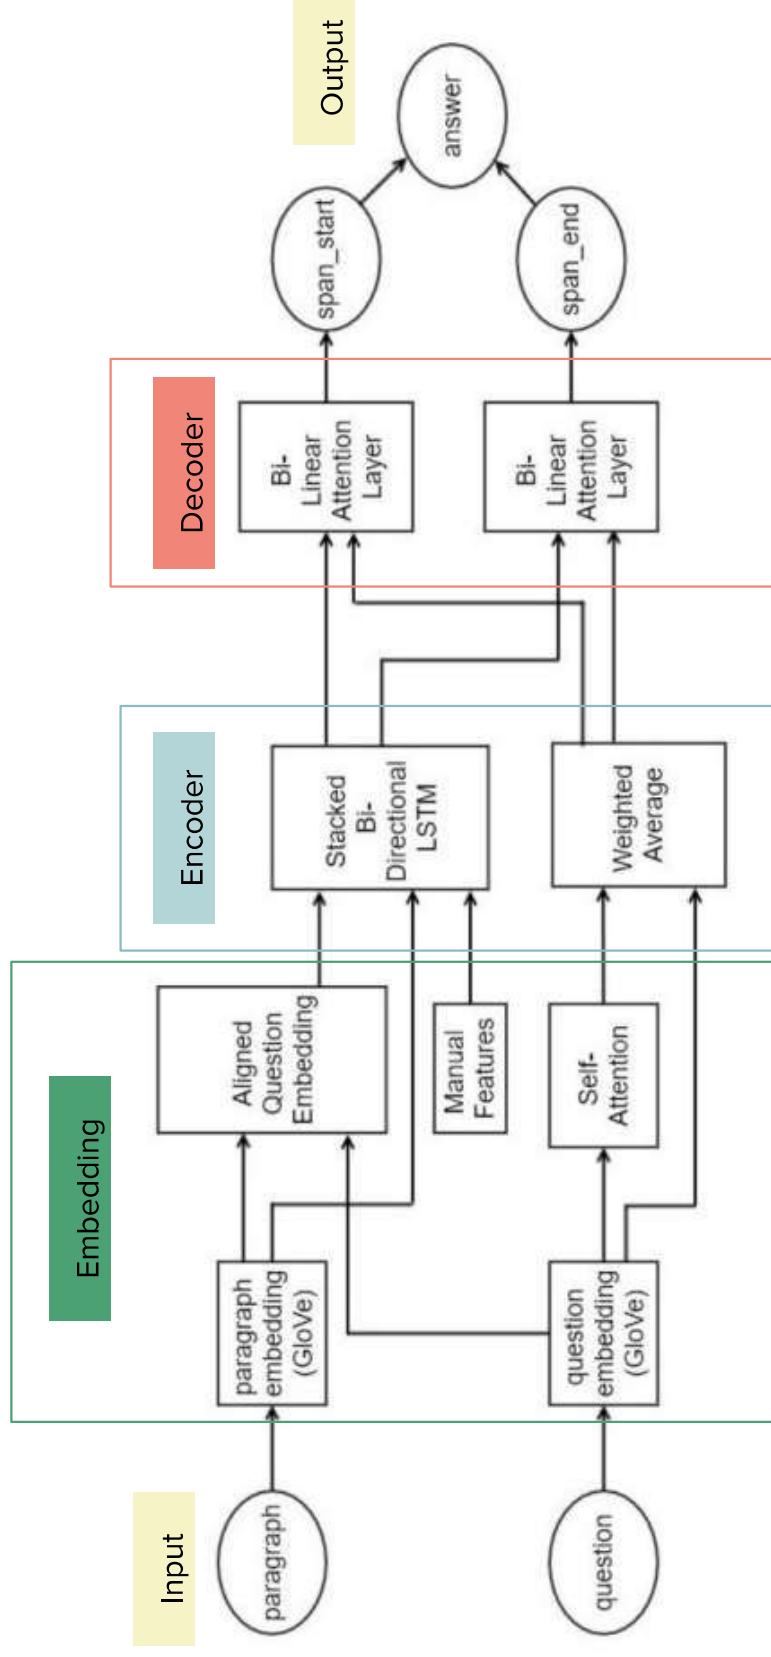 Input
Embedding
Encoder
Decoder
Output
paragraph
question
paragraph
embedding
(GloVe)
question
embedding
(GloVe)
Aligned
Question
Embedding
Manual
Features
Self-
Attention
Stacked
Bi-
Directional
LSTM
Weighted
Average
Bi-
Linear
Attention
Layer
Bi-
Linear
Attention
Layer
span_start
span_end
answer